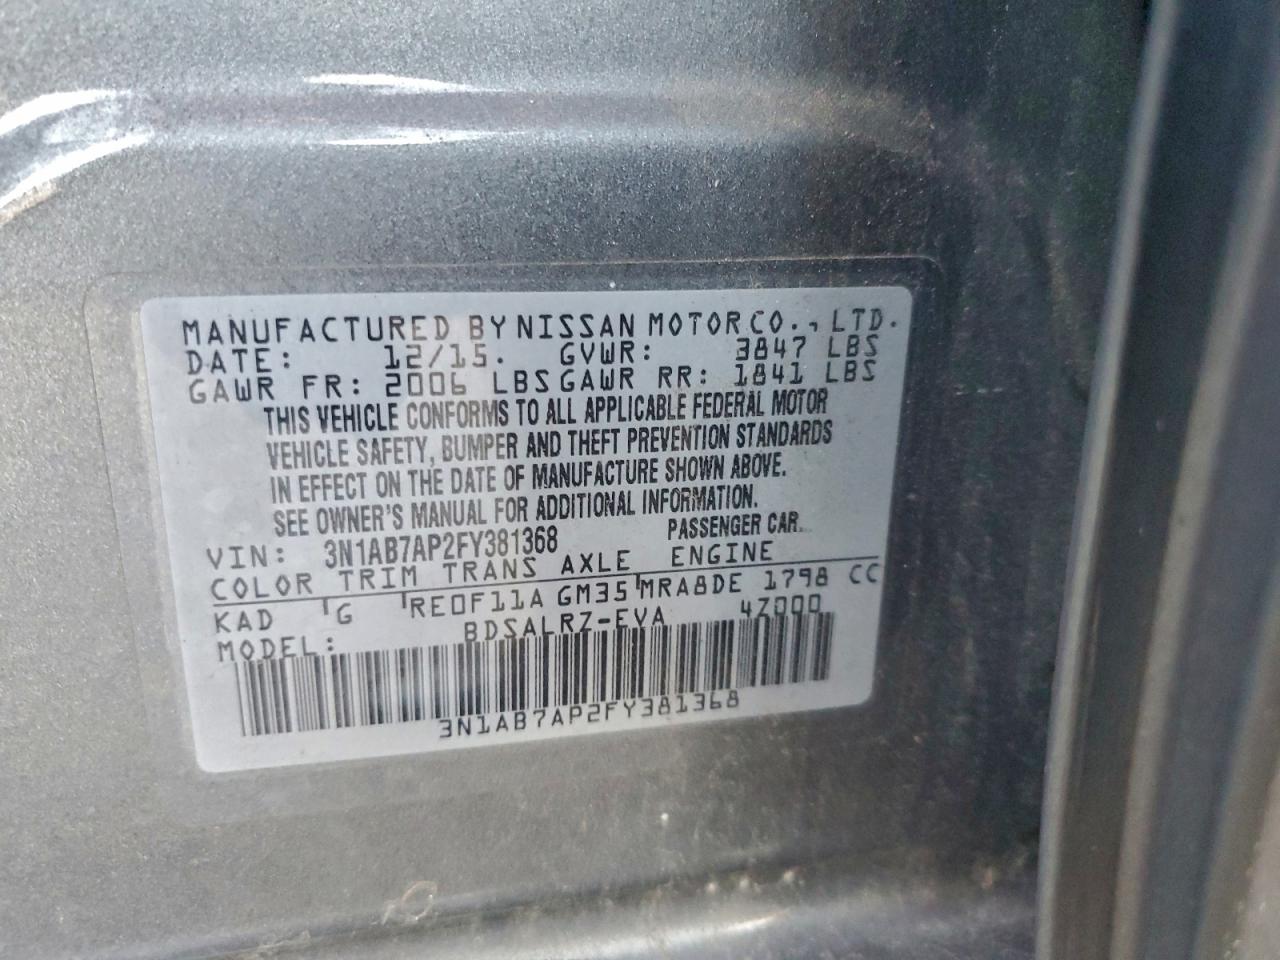 MANUFACTURED BY NISSAN MOTOR CO., LTD.
DATE: 12/15. GVWR: 3847 LBS
GAWR FR: 2006 LBS GAWR RR: 1841 LBS
THIS VEHICLE CONFORMS TO ALL APPLICABLE FEDERAL MOTOR
VEHICLE SAFETY, BUMPER AND THEFT PREVENTION STANDARDS
IN EFFECT ON THE DATE OF MANUFACTURE SHOWN ABOVE.
SEE OWNER'S MANUAL FOR ADDITIONAL INFORMATION.
VIN: 3N1AB7AP2FY381368 PASSENGER CAR
COLOR TRIM TRANS AXLE ENGINE
KAD G RE0F11A GM35 MRA8DE 1798 CC
MODEL: BDSALRZ-EVA 4Z000
3N1AB7AP2FY381368